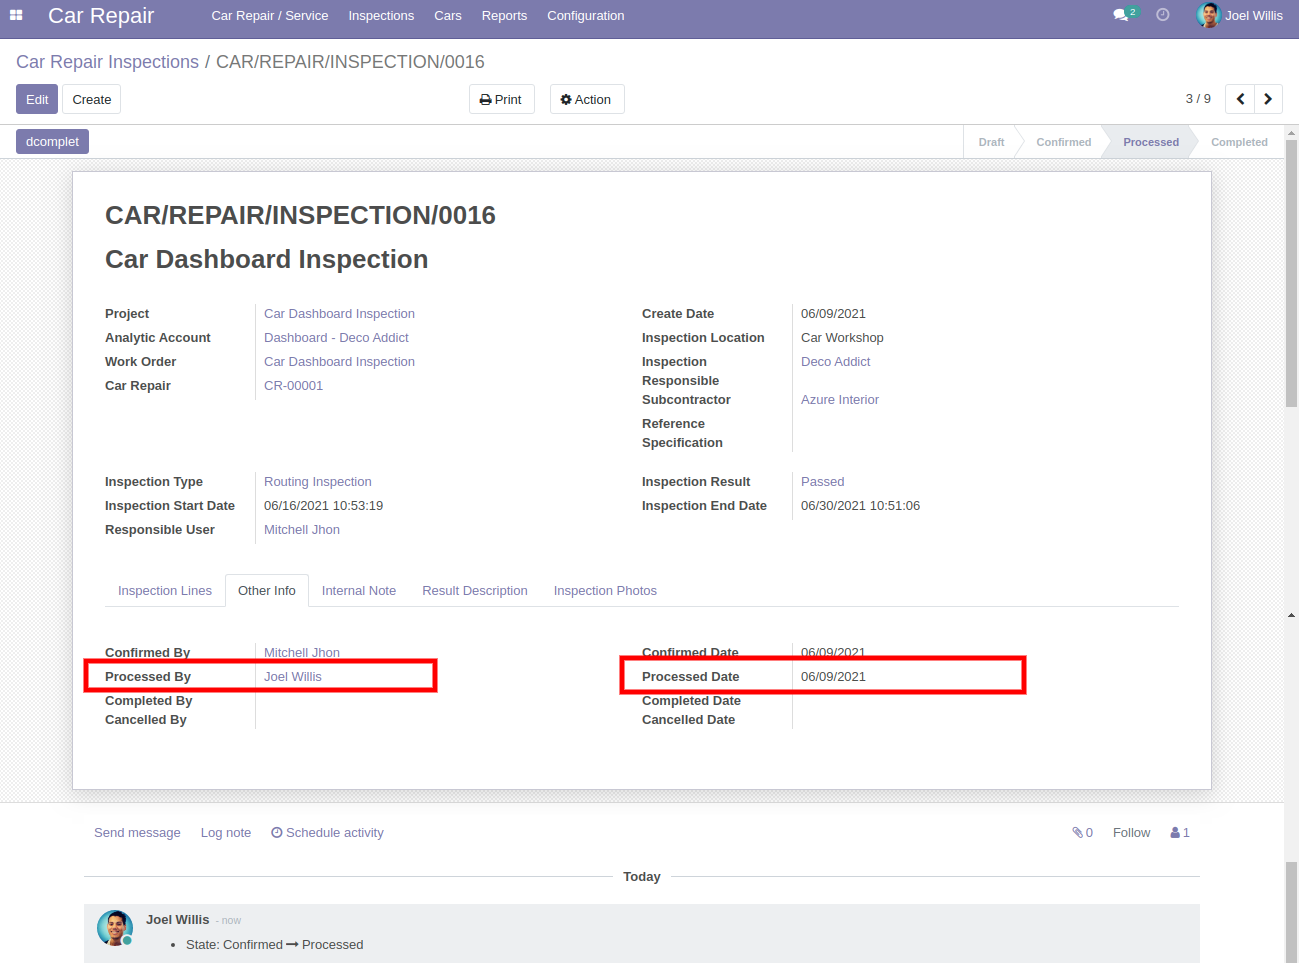 Car Repair Car Repair / Service Inspections Cars Reports Configuration 2 Joel Willis
Car Repair Inspections / CAR/REPAIR/INSPECTION/0016
Edit Create Print Action 3 / 9
dcomplet Draft Confirmed Processed Completed
CAR/REPAIR/INSPECTION/0016
Car Dashboard Inspection
Project Car Dashboard Inspection Create Date 06/09/2021
Analytic Account Dashboard - Deco Addict Inspection Location Car Workshop
Work Order Car Dashboard Inspection Inspection Responsible Deco Addict
Car Repair CR-00001
Subcontractor Azure Interior
Reference Specification
Inspection Type Routing Inspection Inspection Result Passed
Inspection Start Date 06/16/2021 10:53:19 Inspection End Date 06/30/2021 10:51:06
Responsible User Mitchell Jhon
Inspection Lines Other Info Internal Note Result Description Inspection Photos
Confirmed By Mitchell Jhon Confirmed Date 06/09/2021
Processed By Joel Willis Processed Date 06/09/2021
Completed By Completed Date
Cancelled By Cancelled Date
Send message Log note Schedule activity 0 Follow 1
Today
Joel Willis - now
• State: Confirmed → Processed